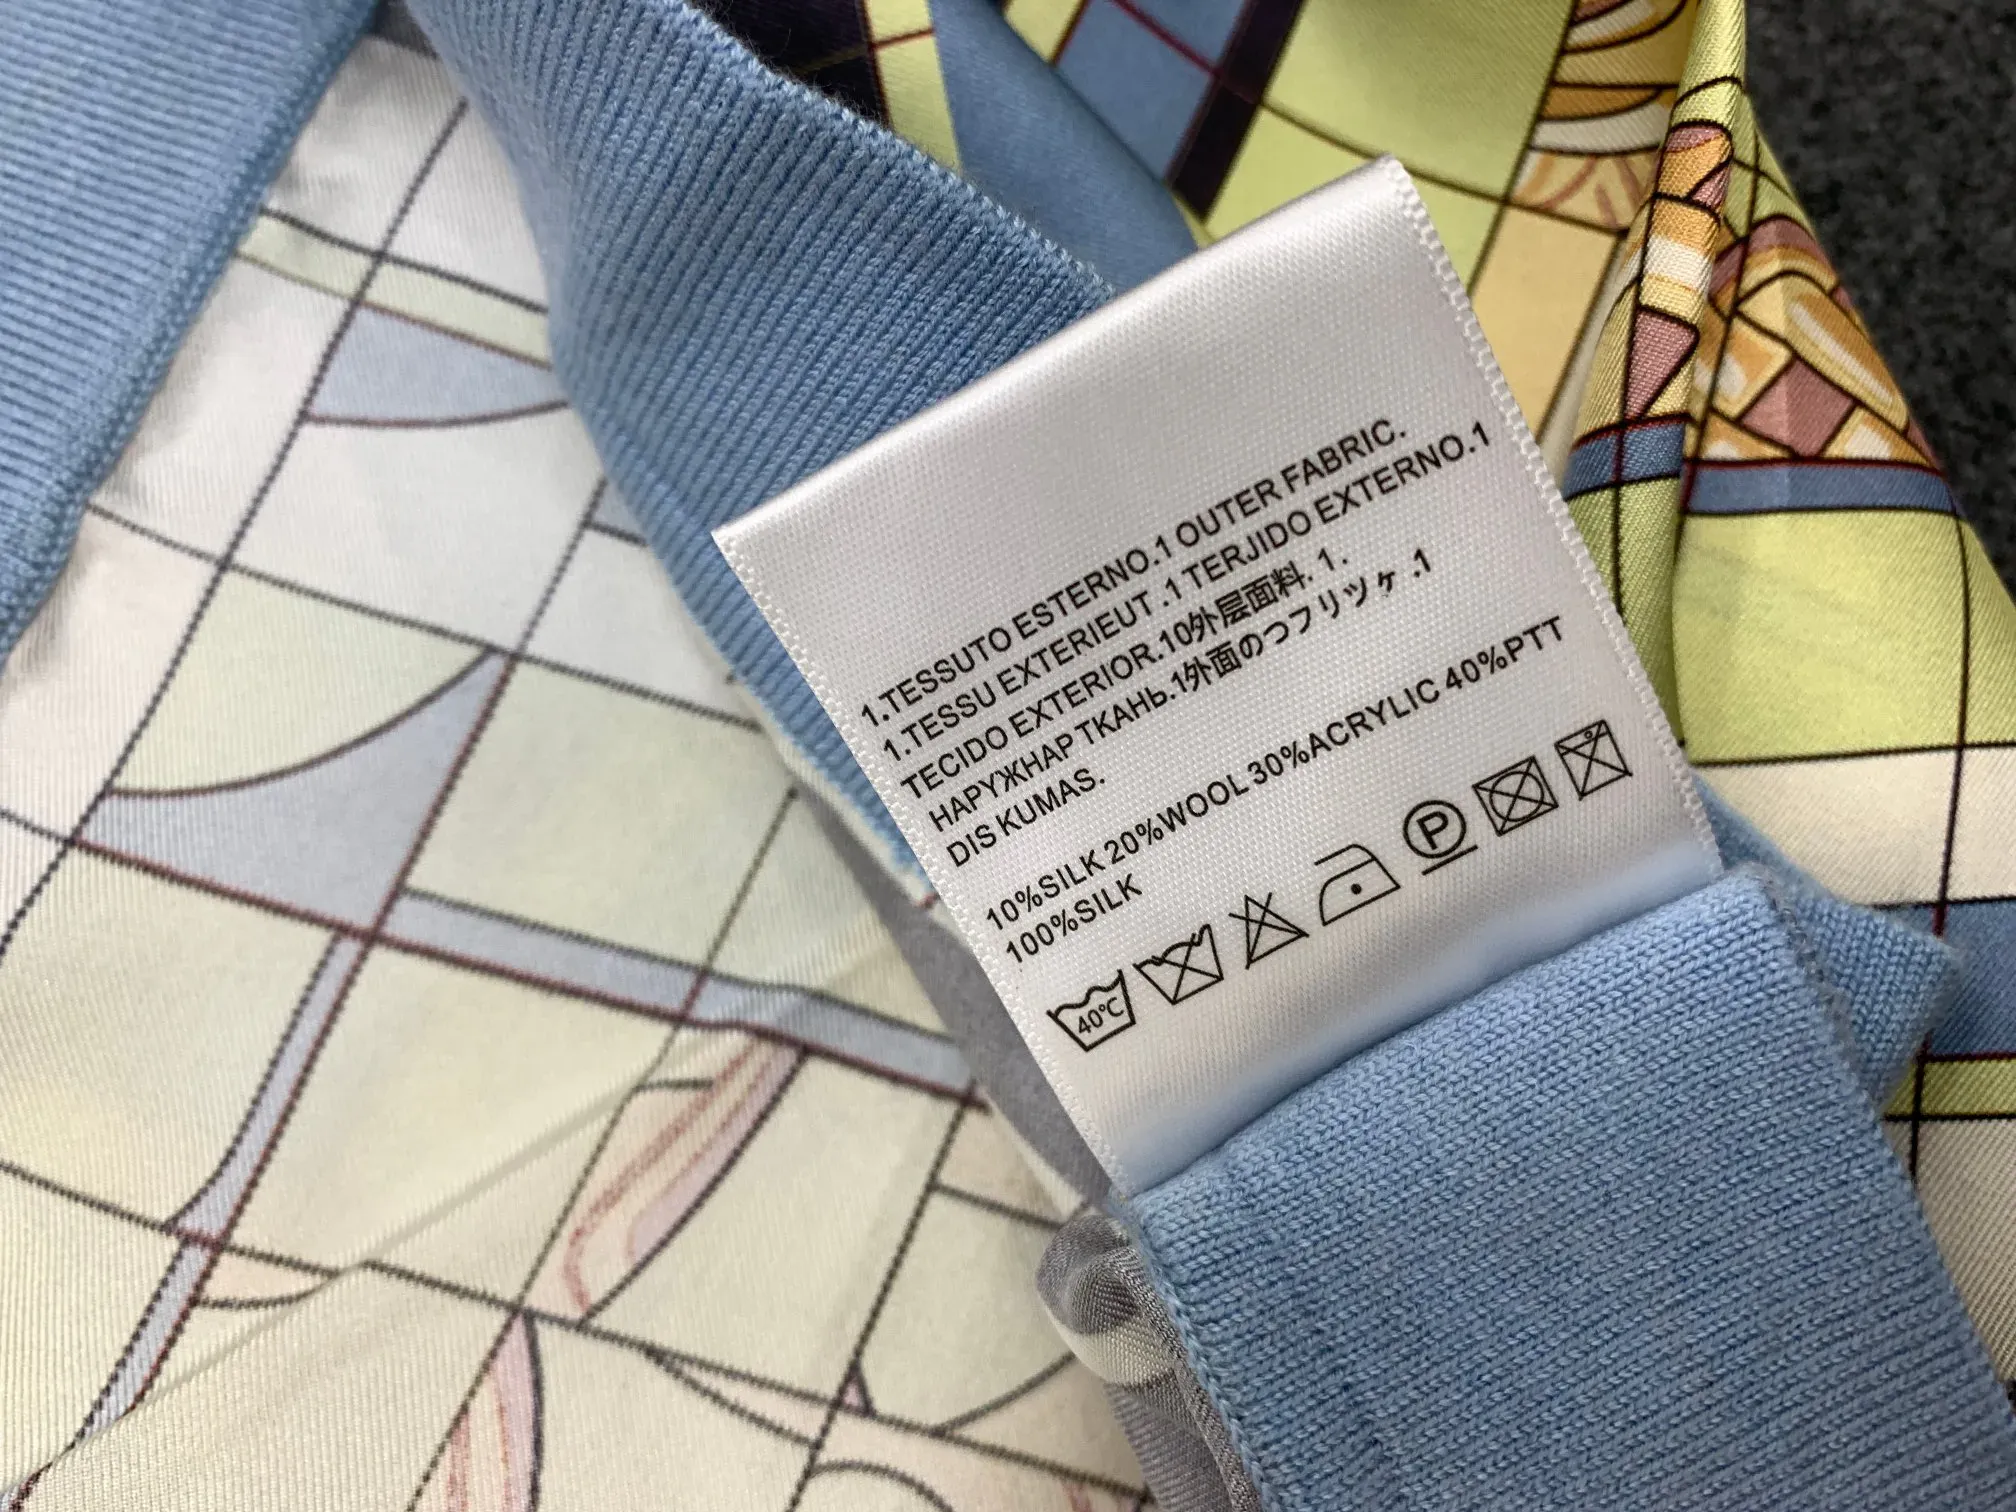 1.TESSUTO ESTERNO.1 OUTER FABRIC.
1.TESSU EXTERIEUT .1 TERJIDO EXTERNO.1
TECIDO EXTERIOR.10外层面料. 1.
НАРУЖНАР ТКАНЬ.1外面のつフリツヶ .1
DIS KUMAS.
10%SILK 20%WOOL 30%ACRYLIC 40%PTT
100%SILK
40°C
P